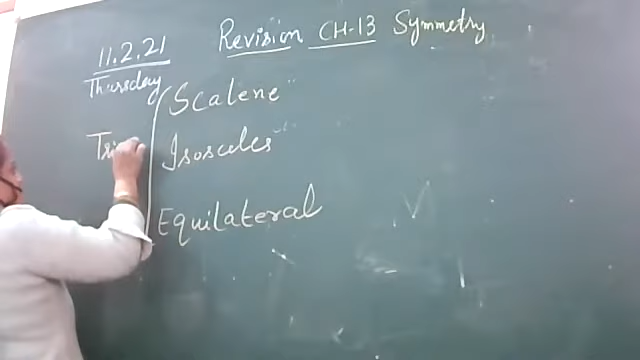 11.2.21 Revision CH-13 Symmetry
Thursday
Scalene
Isosceles
Equilateral